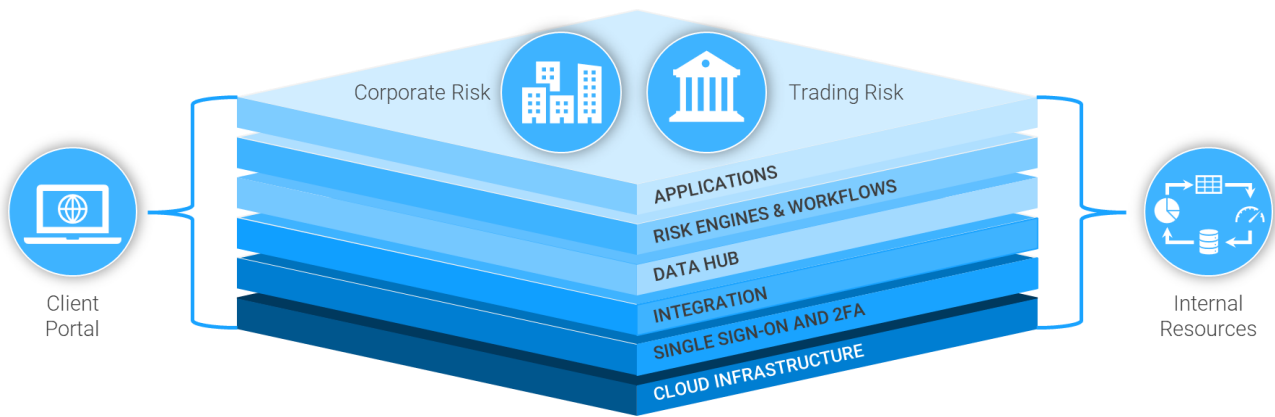 Corporate Risk
Trading Risk
APPLICATIONS
RISK ENGINES & WORKFLOWS
DATA HUB
INTEGRATION
SINGLE SIGN-ON AND 2FA
CLOUD INFRASTRUCTURE
Client
Portal
Internal
Resources